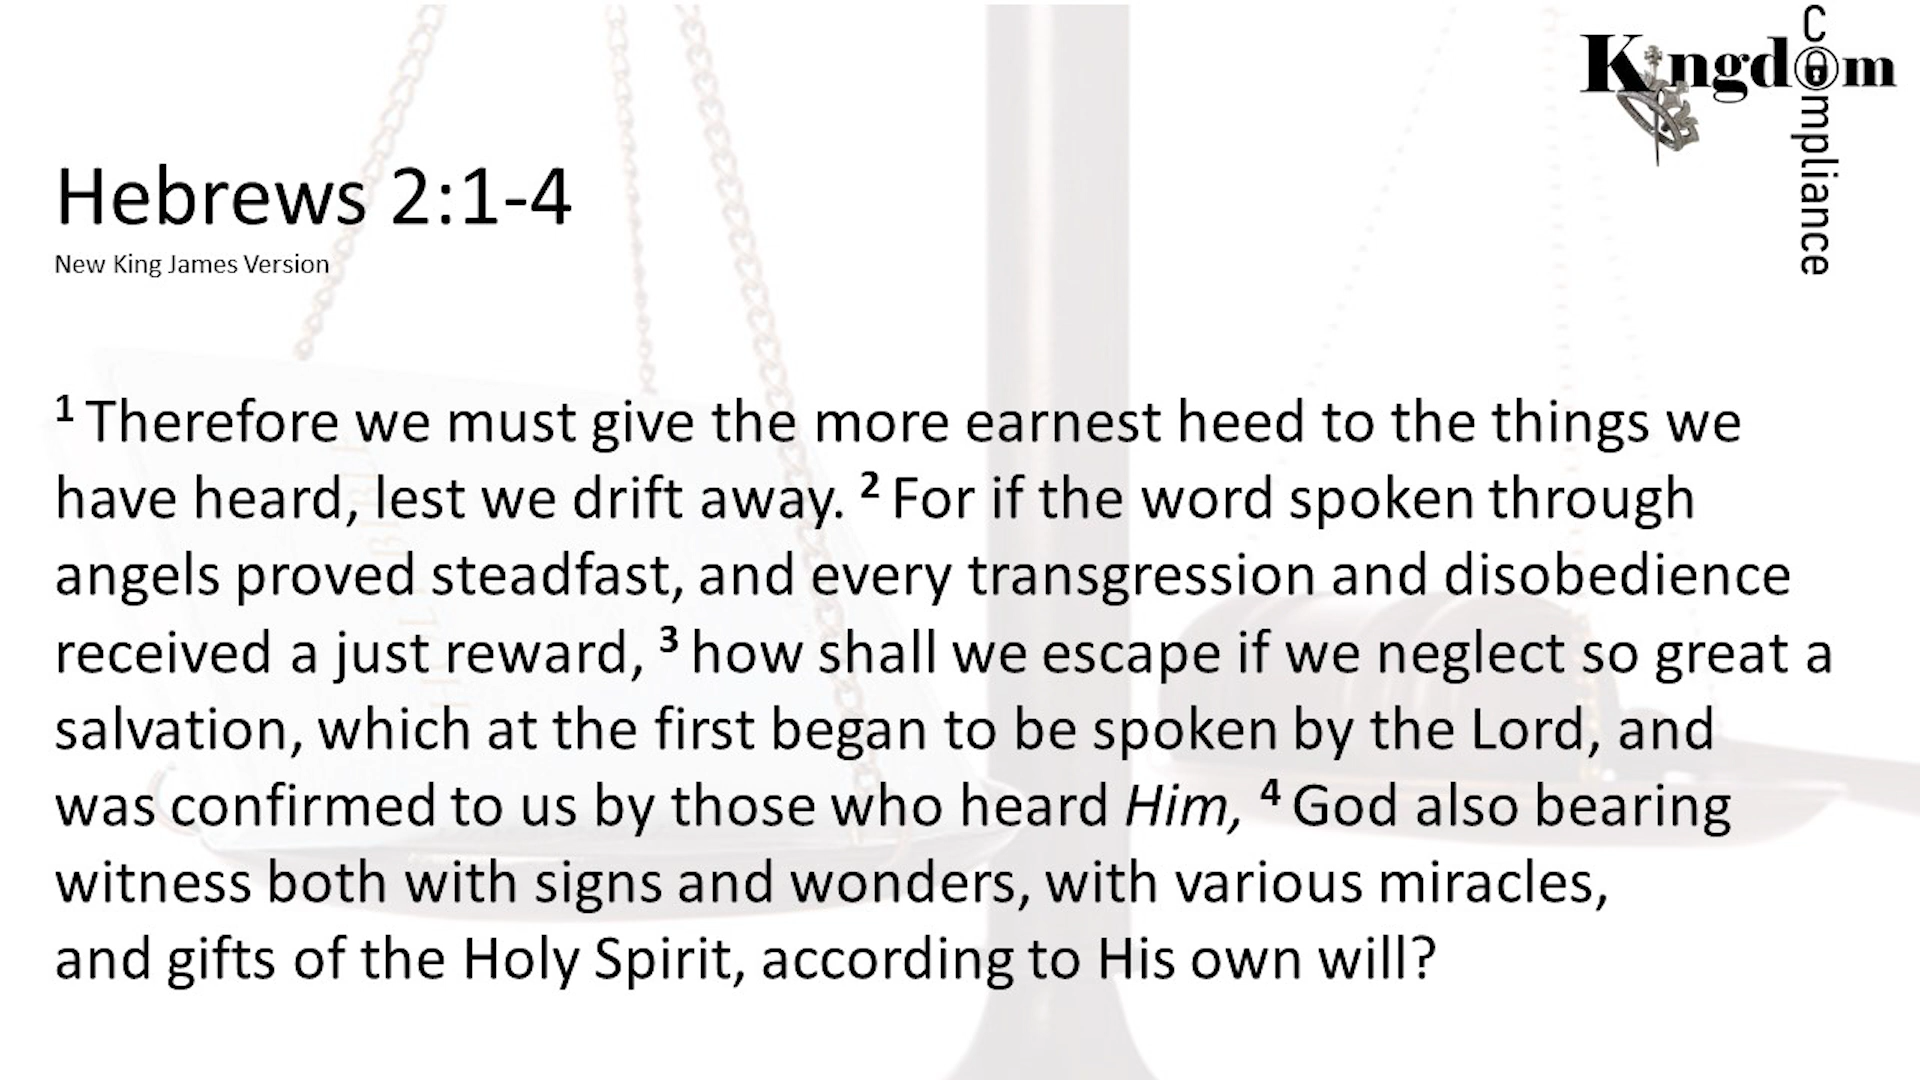 Kingdom
Compliance
Hebrews 2:1-4
New King James Version
1 Therefore we must give the more earnest heed to the things we
have heard, lest we drift away. 2 For if the word spoken through
angels proved steadfast, and every transgression and disobedience
received a just reward, 3 how shall we escape if we neglect so great a
salvation, which at the first began to be spoken by the Lord, and
was confirmed to us by those who heard Him, 4 God also bearing
witness both with signs and wonders, with various miracles,
and gifts of the Holy Spirit, according to His own will?